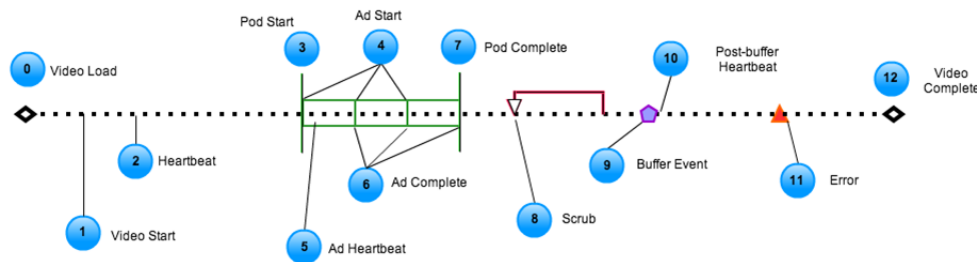 Pod Start
Ad Start
3
4
7
Pod Complete
0
Video Load
10
Post-buffer
Heartbeat
12
Video
Complete
2
Heartbeat
6
Ad Complete
9
Buffer Event
11
Error
1
Video Start
5
Ad Heartbeat
8
Scrub